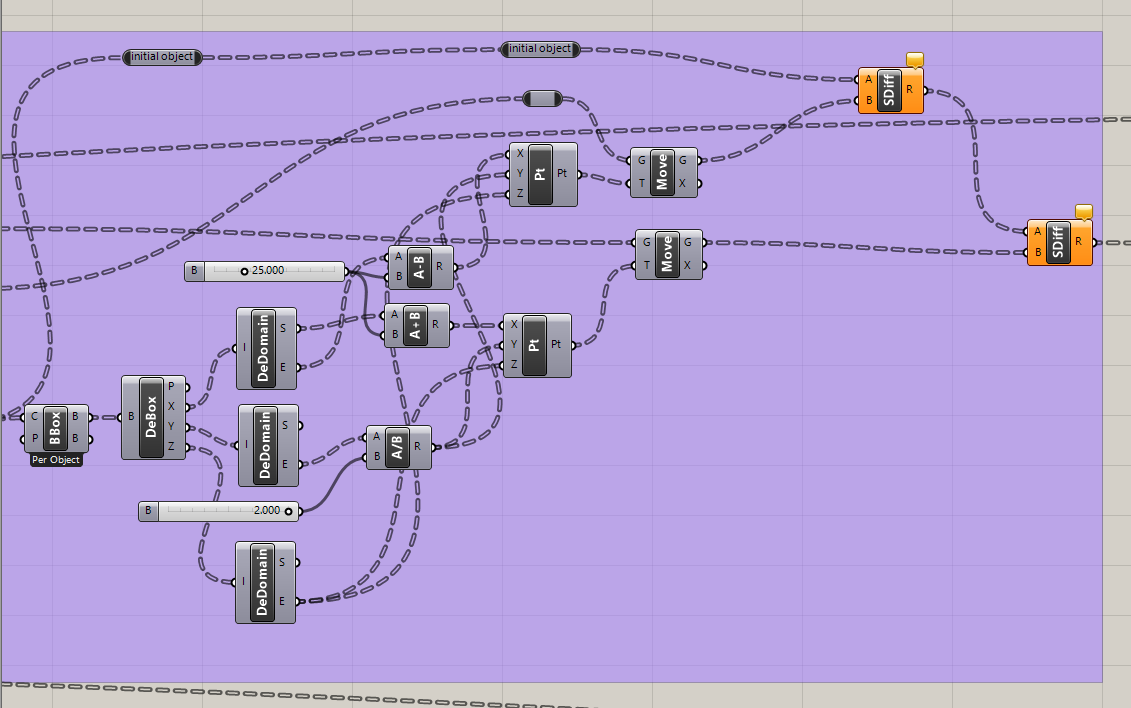 initial object
initial object
A
B
SDiff
R
X
Y
Z
Pt
Pt
G
T
Move
G
X
A
B
SDiff
R
G
T
Move
G
X
B
25.000
A
B
A-B
R
A
B
A+B
R
I
DeDomain
S
E
X
Y
Z
Pt
Pt
C
P
BBox
B
B
Per Object
B
DeBox
P
X
Y
Z
I
DeDomain
S
E
A
B
A/B
R
B
2.000
I
DeDomain
S
E